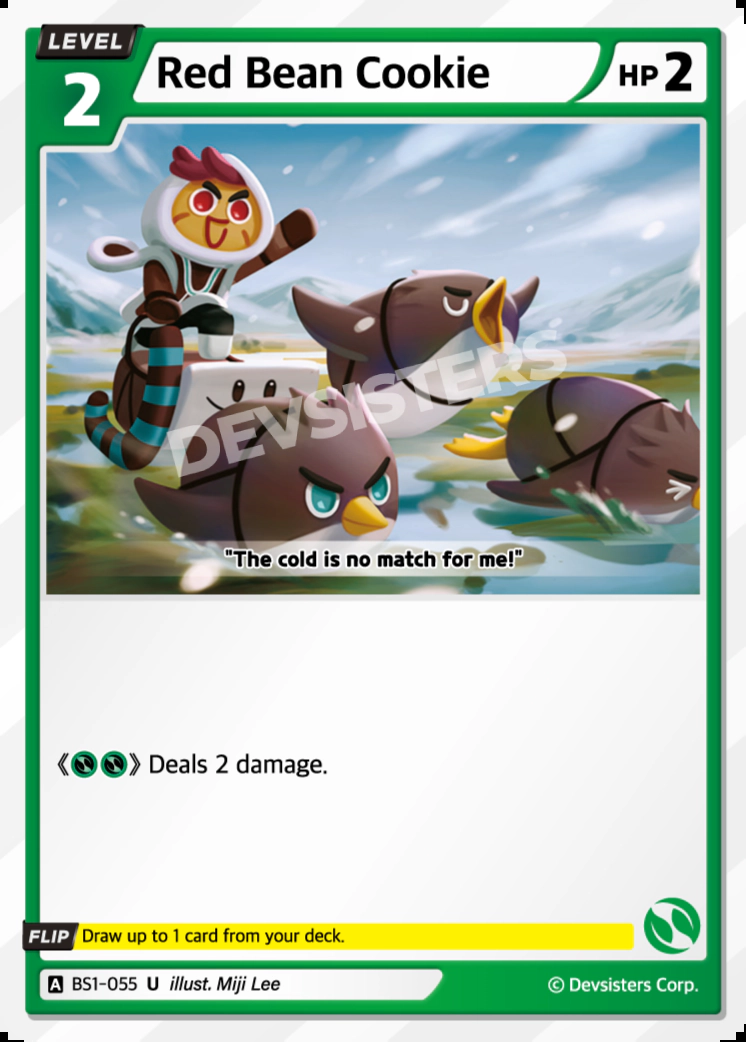 LEVEL
2
Red Bean Cookie
HP 2
DEVSISTERS
"The cold is no match for me!"
《》 Deals 2 damage.
FLIP Draw up to 1 card from your deck.
A BS1-055 U illust. Miji Lee
© Devsisters Corp.